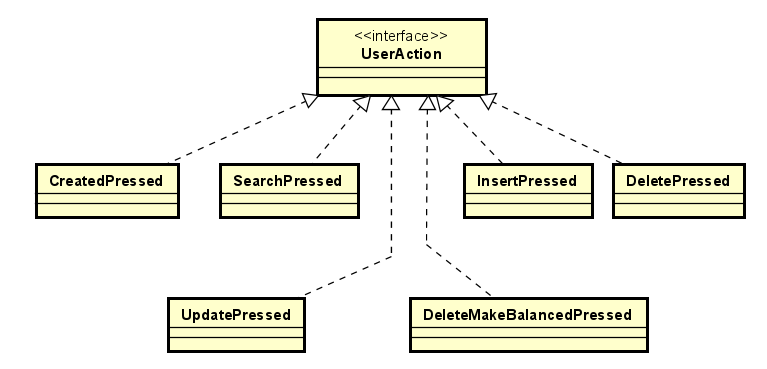 <<interface>>
UserAction
CreatedPressed
SearchPressed
InsertPressed
DeletePressed
UpdatePressed
DeleteMakeBalancedPressed